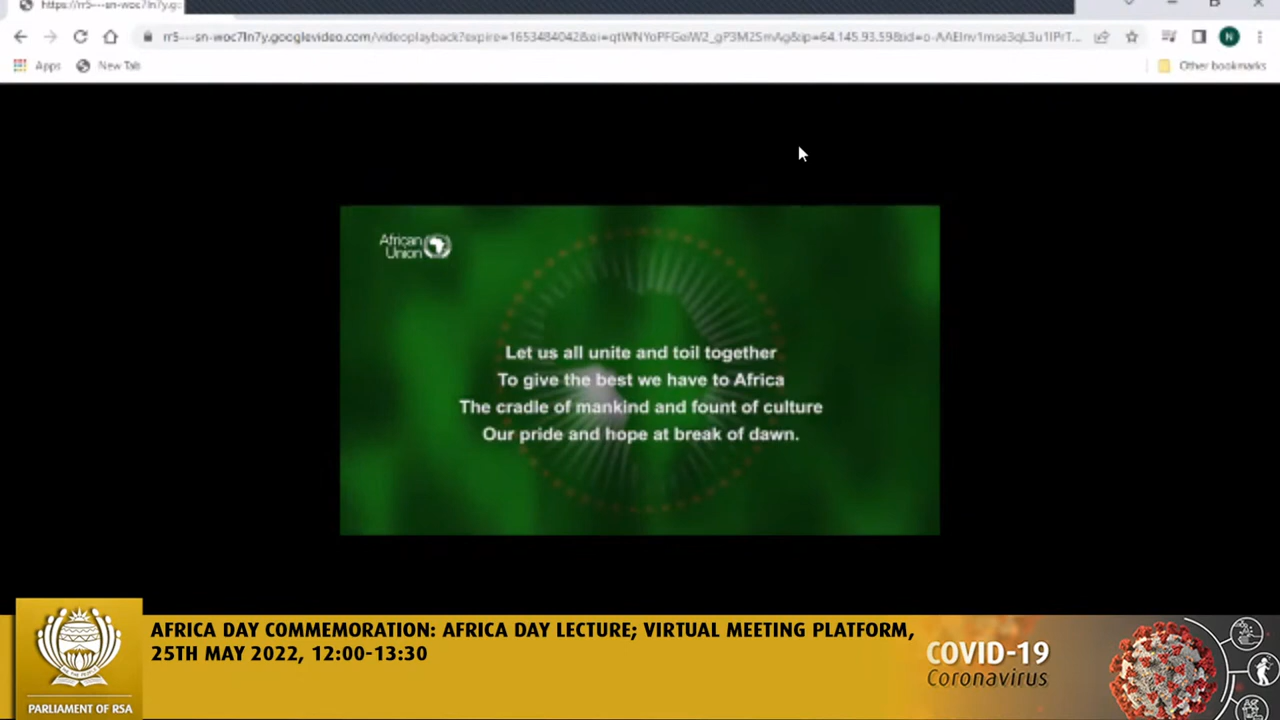 Apps
New Tab
Other bookmarks
African
Union
Let us all unite and toil together
To give the best we have to Africa
The cradle of mankind and fount of culture
Our pride and hope at break of dawn.
AFRICA DAY COMMEMORATION: AFRICA DAY LECTURE; VIRTUAL MEETING PLATFORM,
25TH MAY 2022, 12:00-13:30
COVID-19
Coronavirus
PARLIAMENT OF RSA